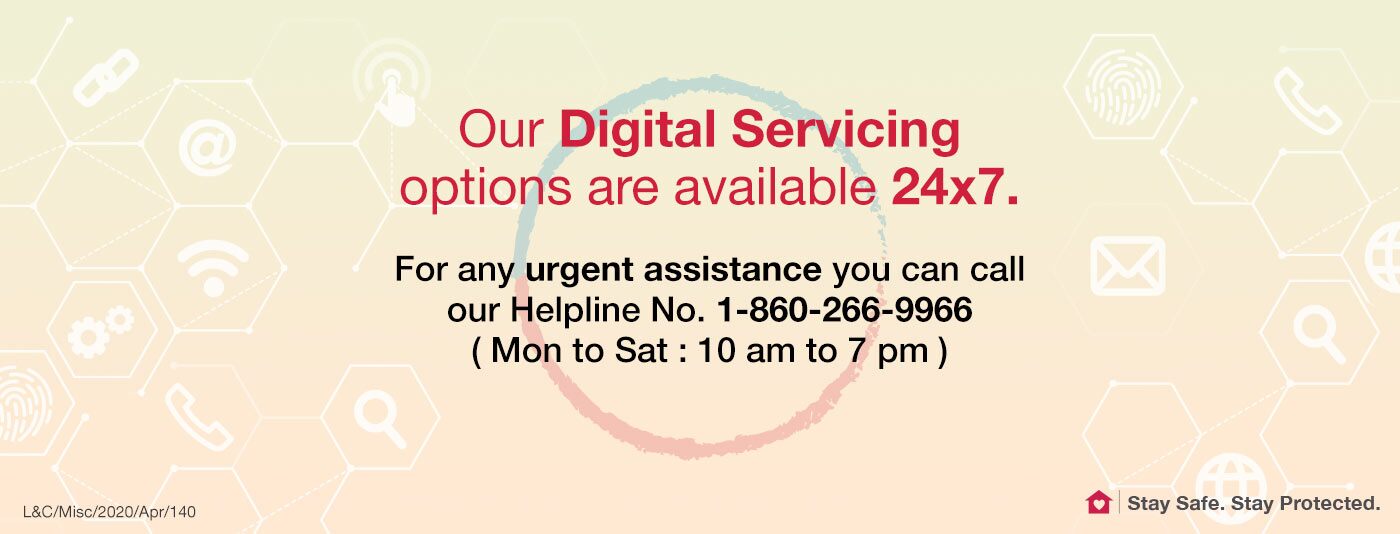 Our Digital Servicing
options are available 24x7.
For any urgent assistance you can call
our Helpline No. 1-860-266-9966
( Mon to Sat : 10 am to 7 pm )
L&C/Misc/2020/Apr/140
Stay Safe. Stay Protected.